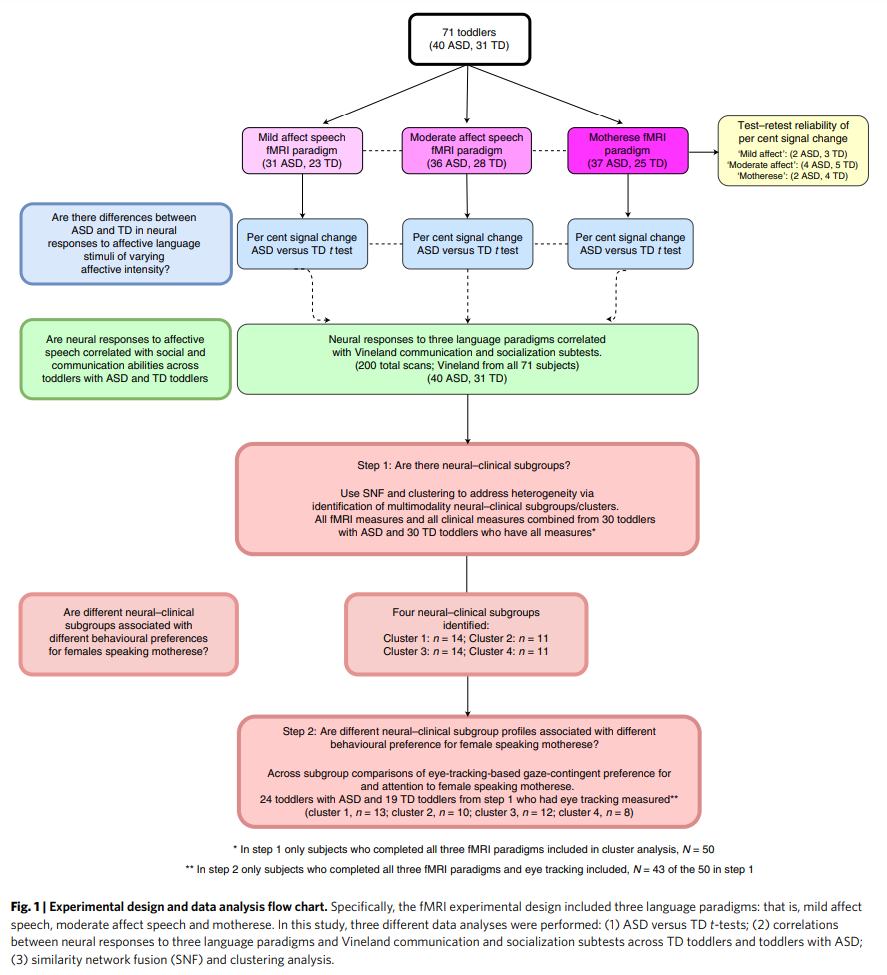 71 toddlers
(40 ASD, 31 TD)
Mild affect speech
fMRI paradigm
(31 ASD, 23 TD)
Moderate affect speech
fMRI paradigm
(36 ASD, 28 TD)
Motherese fMRI
paradigm
(37 ASD, 25 TD)
Test–retest reliability of
per cent signal change
‘Mild affect’: (2 ASD, 3 TD)
‘Moderate affect’: (4 ASD, 5 TD)
‘Motherese’: (2 ASD, 4 TD)
Are there differences between
ASD and TD in neural
responses to affective language
stimuli of varying
affective intensity?
Per cent signal change
ASD versus TD t test
Per cent signal change
ASD versus TD t test
Per cent signal change
ASD versus TD t test
Are neural responses to affective
speech correlated with social and
communication abilities across
toddlers with ASD and TD toddlers
Neural responses to three language paradigms correlated
with Vineland communication and socialization subtests.
(200 total scans; Vineland from all 71 subjects)
(40 ASD, 31 TD)
Step 1: Are there neural–clinical subgroups?
Use SNF and clustering to address heterogeneity via
identification of multimodality neural–clinical subgroups/clusters.
All fMRI measures and all clinical measures combined from 30 toddlers
with ASD and 30 TD toddlers who have all measures*
Are different neural–clinical
subgroups associated with
different behavioural preferences
for females speaking motherese?
Four neural–clinical subgroups
identified:
Cluster 1: n = 14; Cluster 2: n = 11
Cluster 3: n = 14; Cluster 4: n = 11
Step 2: Are different neural–clinical subgroup profiles associated with different
behavioural preference for female speaking motherese?
Across subgroup comparisons of eye-tracking-based gaze-contingent preference for
and attention to female speaking motherese.
24 toddlers with ASD and 19 TD toddlers from step 1 who had eye tracking measured**
(cluster 1, n = 13; cluster 2, n = 10; cluster 3, n = 12; cluster 4, n = 8)
* In step 1 only subjects who completed all three fMRI paradigms included in cluster analysis, N = 50
** In step 2 only subjects who completed all three fMRI paradigms and eye tracking included, N = 43 of the 50 in step 1
Fig. 1 | Experimental design and data analysis flow chart. Specifically, the fMRI experimental design included three language paradigms: that is, mild affect
speech, moderate affect speech and motherese. In this study, three different data analyses were performed: (1) ASD versus TD t-tests; (2) correlations
between neural responses to three language paradigms and Vineland communication and socialization subtests across TD toddlers and toddlers with ASD;
(3) similarity network fusion (SNF) and clustering analysis.